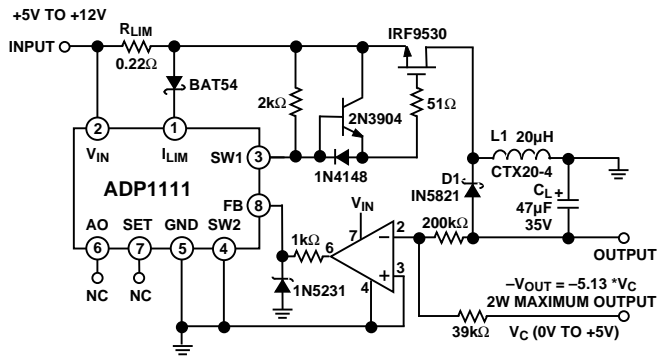 +5V TO +12V
INPUT
RLIM
0.22Ω
BAT54
IRF9530
2kΩ
2N3904
51Ω
1N4148
2
VIN
1
ILIM
SW1
3
ADP1111
FB
8
AO
6
SET
7
GND
5
SW2
4
NC
NC
L1 20μH
CTX20-4
D1
IN5821
CL +
47μF
35V
VIN
7
1kΩ
6
2
−
+
3
4
200kΩ
1N5231
OUTPUT
–VOUT = –5.13 *VC
2W MAXIMUM OUTPUT
39kΩ
VC (0V TO +5V)